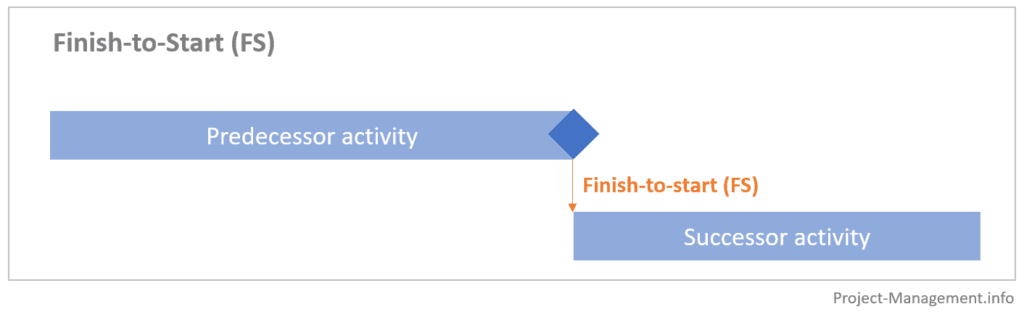 Finish-to-Start (FS)
Predecessor activity
Finish-to-start (FS)
Successor activity
Project-Management.info